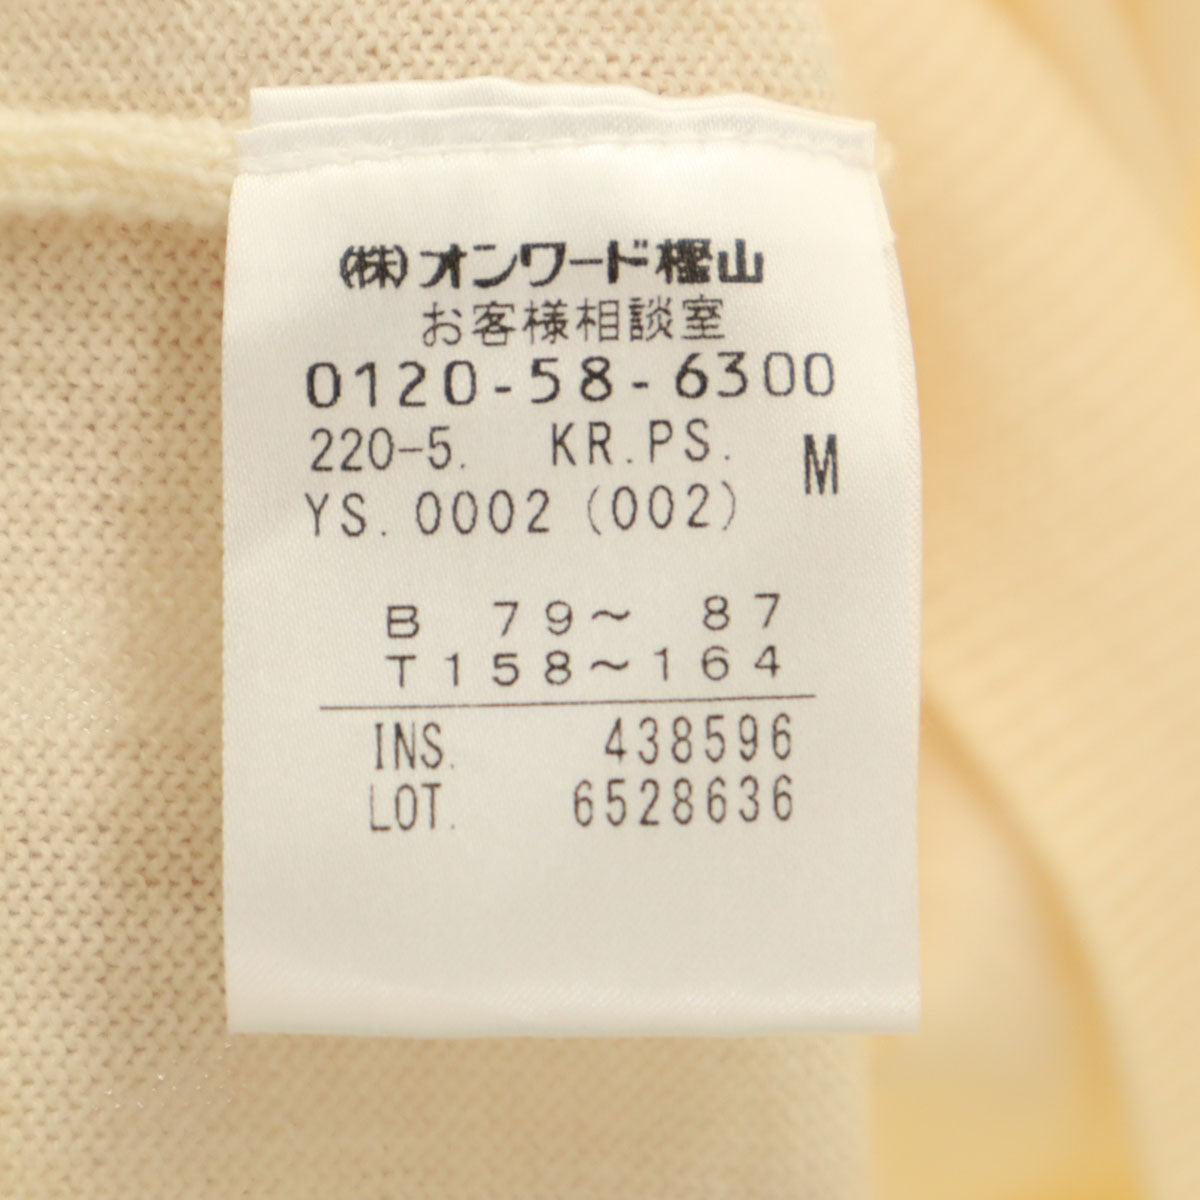 (株)オンワード樫山
お客様相談室
0120-58-6300
220-5. KR.PS. M
YS.0002(002)
B 79～ 87
T158～164
INS. 438596
LOT. 6528636